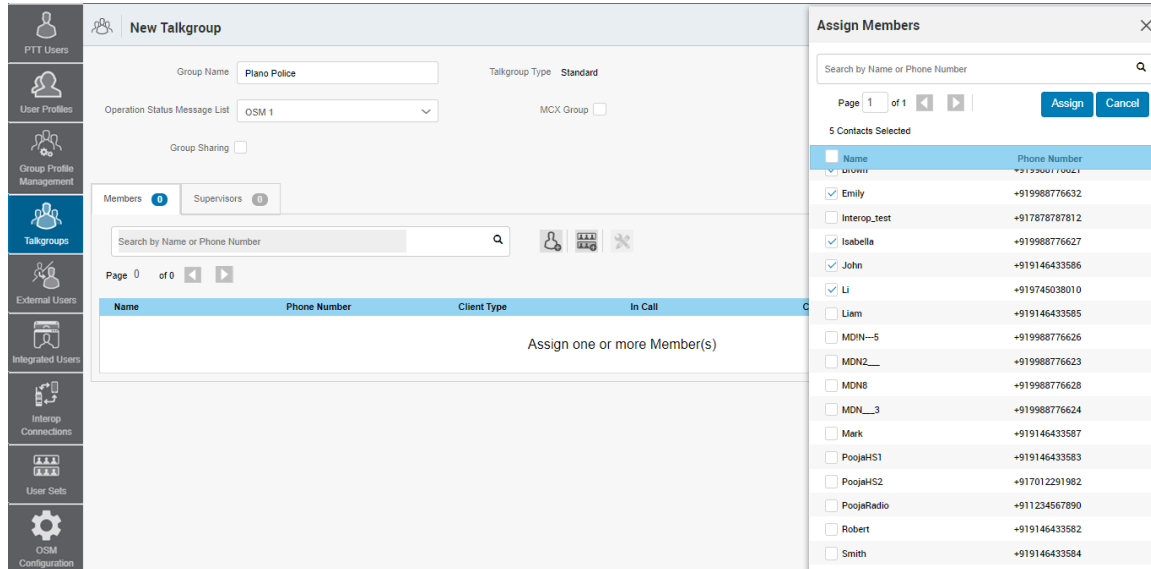 PTT Users
User Profiles
Group Profile
Management
Talkgroups
External Users
Integrated Users
Interop
Connections
User Sets
OSM
Configuration
New Talkgroup
Group Name Plano Police Talkgroup Type Standard
Operation Status Message List OSM 1 MCX Group
Group Sharing
Members 0 Supervisors 0
Search by Name or Phone Number
Page 0 of 0
Name Phone Number Client Type In Call C
Assign one or more Member(s)
Assign Members
Search by Name or Phone Number
Page 1 of 1 Assign Cancel
5 Contacts Selected
Name Phone Number
Brown +919988776621
Emily +919988776632
Interop_test +917878787812
Isabella +919988776627
John +919146433586
Li +919745038010
Liam +919146433585
MD!N---5 +919988776626
MDN2___ +919988776623
MDN8 +919988776628
MDN___3 +919988776624
Mark +919146433587
PoojaHS1 +919146433583
PoojaHS2 +917012291982
PoojaRadio +911234567890
Robert +919146433582
Smith +919146433584